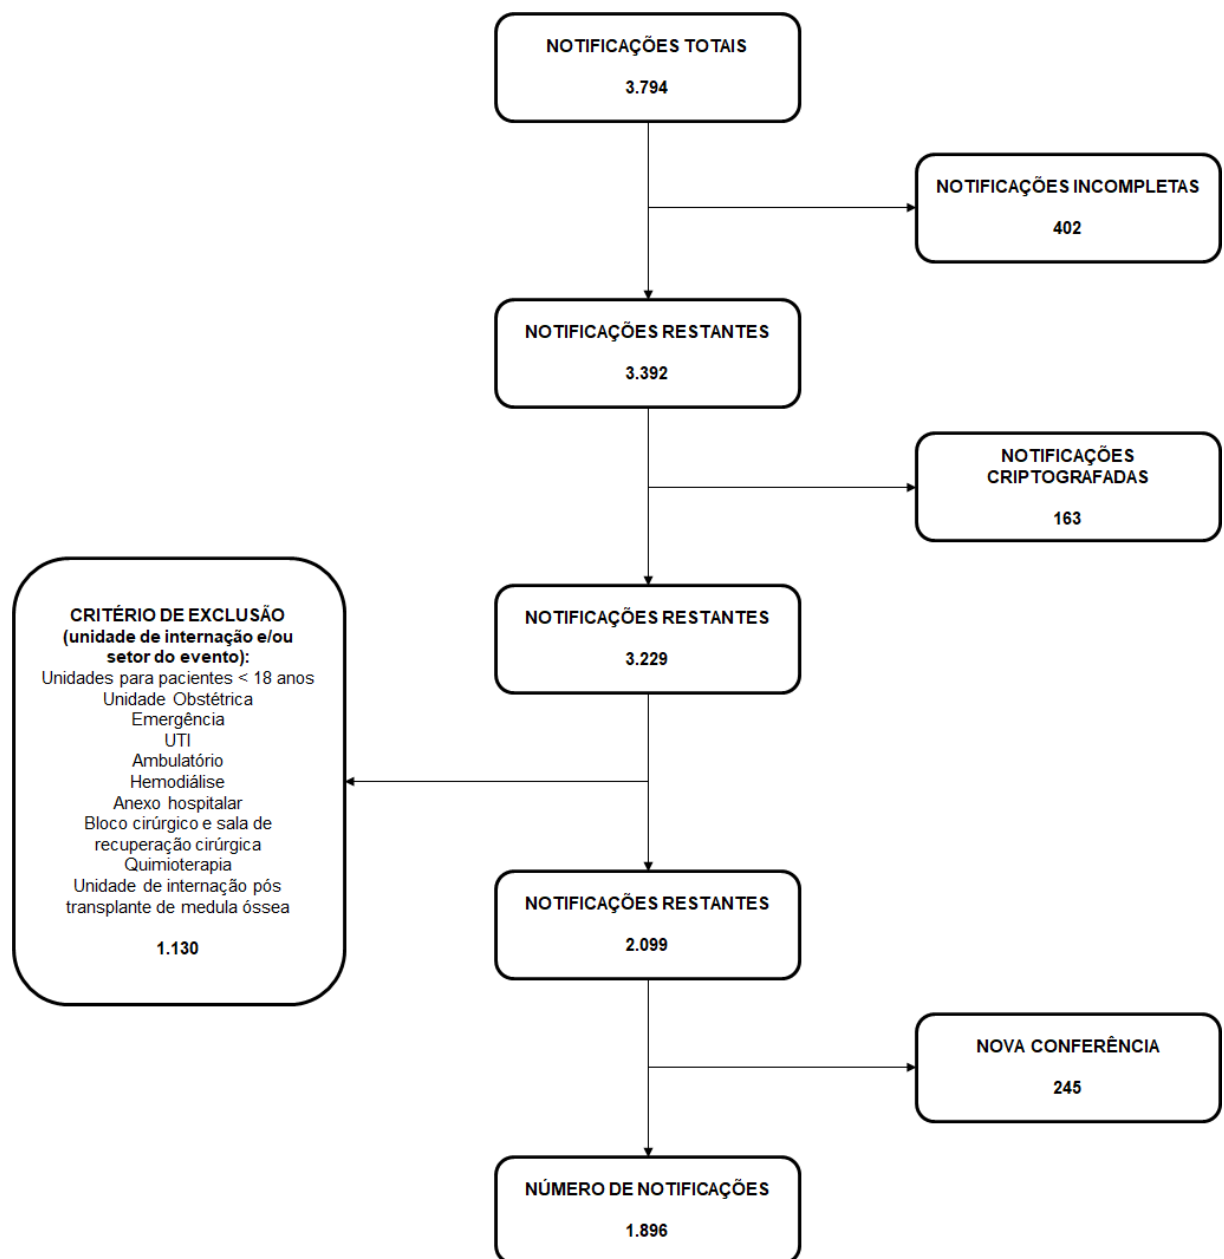 NOTIFICAÇÕES TOTAIS
3.794
NOTIFICAÇÕES INCOMPLETAS
402
NOTIFICAÇÕES RESTANTES
3.392
NOTIFICAÇÕES
CRIPTOGRAFADAS
163
NOTIFICAÇÕES RESTANTES
3.229
CRITÉRIO DE EXCLUSÃO
(unidade de internação e/ou
setor do evento):
Unidades para pacientes < 18 anos
Unidade Obstétrica
Emergência
UTI
Ambulatório
Hemodiálise
Anexo hospitalar
Bloco cirúrgico e sala de
recuperação cirúrgica
Quimioterapia
Unidade de internação pós
transplante de medula óssea
1.130
NOTIFICAÇÕES RESTANTES
2.099
NOVA CONFERÊNCIA
245
NÚMERO DE NOTIFICAÇÕES
1.896